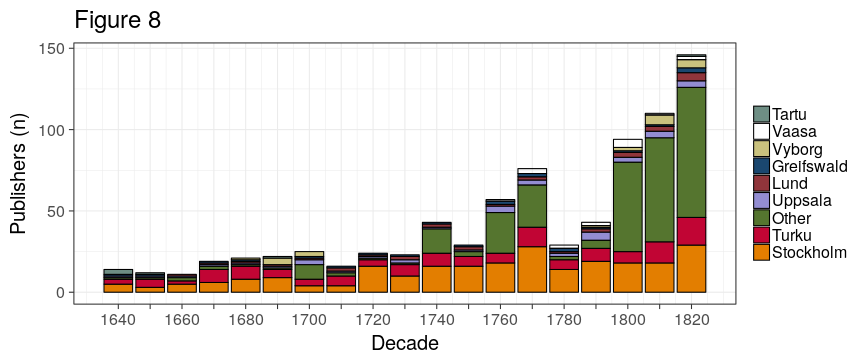 Figure 8
Publishers (n)
150
100
50
0
1640 1660 1680 1700 1720 1740 1760 1780 1800 1820
Decade
Tartu
Vaasa
Vyborg
Greifswald
Lund
Uppsala
Other
Turku
Stockholm